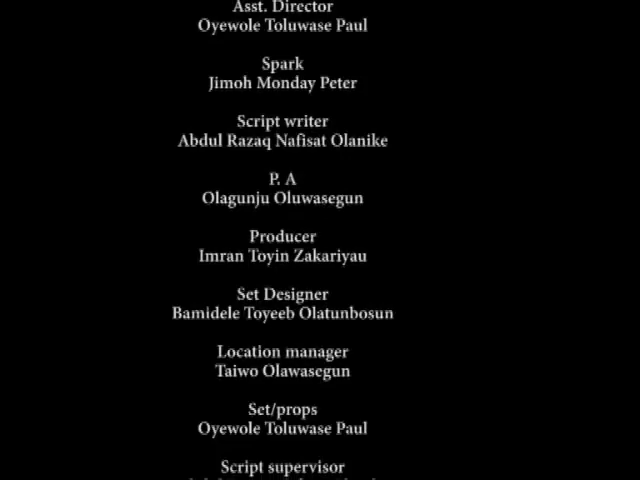 Asst. Director
Oyewole Toluwase Paul
Spark
Jimoh Monday Peter
Script writer
Abdul Razaq Nafisat Olanike
P. A
Olagunju Oluwasegun
Producer
Imran Toyin Zakariyau
Set Designer
Bamidele Toyeeb Olatunbosun
Location manager
Taiwo Olawasegun
Set/props
Oyewole Toluwase Paul
Script supervisor